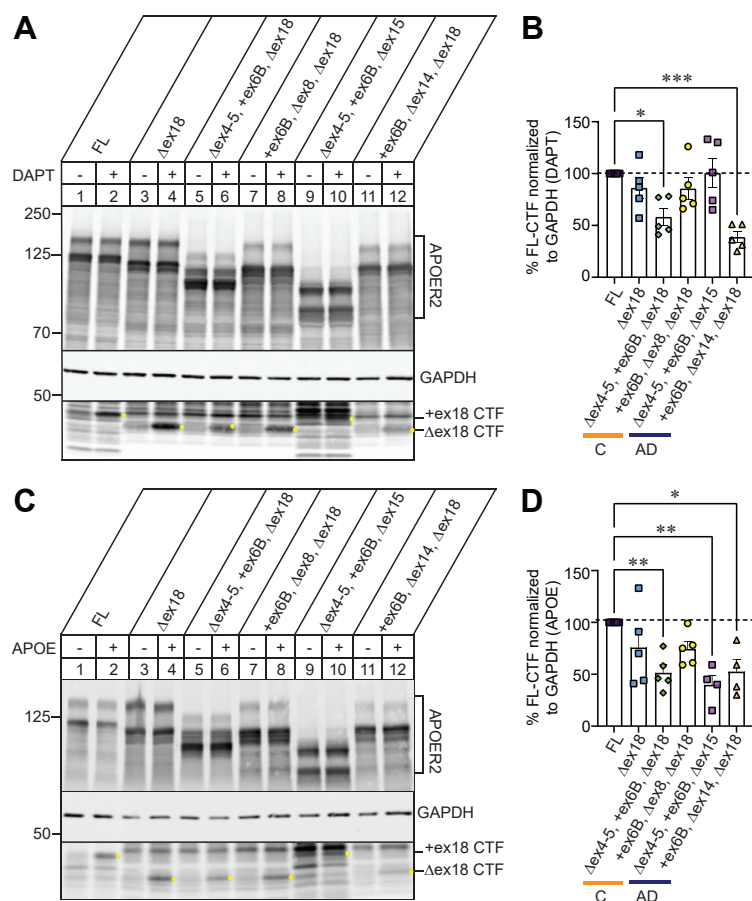 A
FL
Δex18
Δex4-5, +ex6B, Δex18
+ex6B, Δex8, Δex18
Δex4-5, +ex6B, Δex15
+ex6B, Δex14, Δex18
DAPT - + - + - + - + - + - +
1 2 3 4 5 6 7 8 9 10 11 12
250
125
70
50
APOER2
GAPDH
+ex18 CTF
Δex18 CTF
B
% FL-CTF normalized
to GAPDH (DAPT)
150
100
50
0
*
***
FL
Δex18
Δex4-5, +ex6B, Δex18
+ex6B, Δex8, Δex18
Δex4-5, +ex6B, Δex15
+ex6B, Δex14, Δex18
C AD
C
FL
Δex18
Δex4-5, +ex6B, Δex18
+ex6B, Δex8, Δex18
Δex4-5, +ex6B, Δex15
+ex6B, Δex14, Δex18
APOE - + - + - + - + - + - +
1 2 3 4 5 6 7 8 9 10 11 12
125
50
APOER2
GAPDH
+ex18 CTF
Δex18 CTF
D
% FL-CTF normalized
to GAPDH (APOE)
150
100
50
0
*
**
**
FL
Δex18
Δex4-5, +ex6B, Δex18
+ex6B, Δex8, Δex18
Δex4-5, +ex6B, Δex15
+ex6B, Δex14, Δex18
C AD